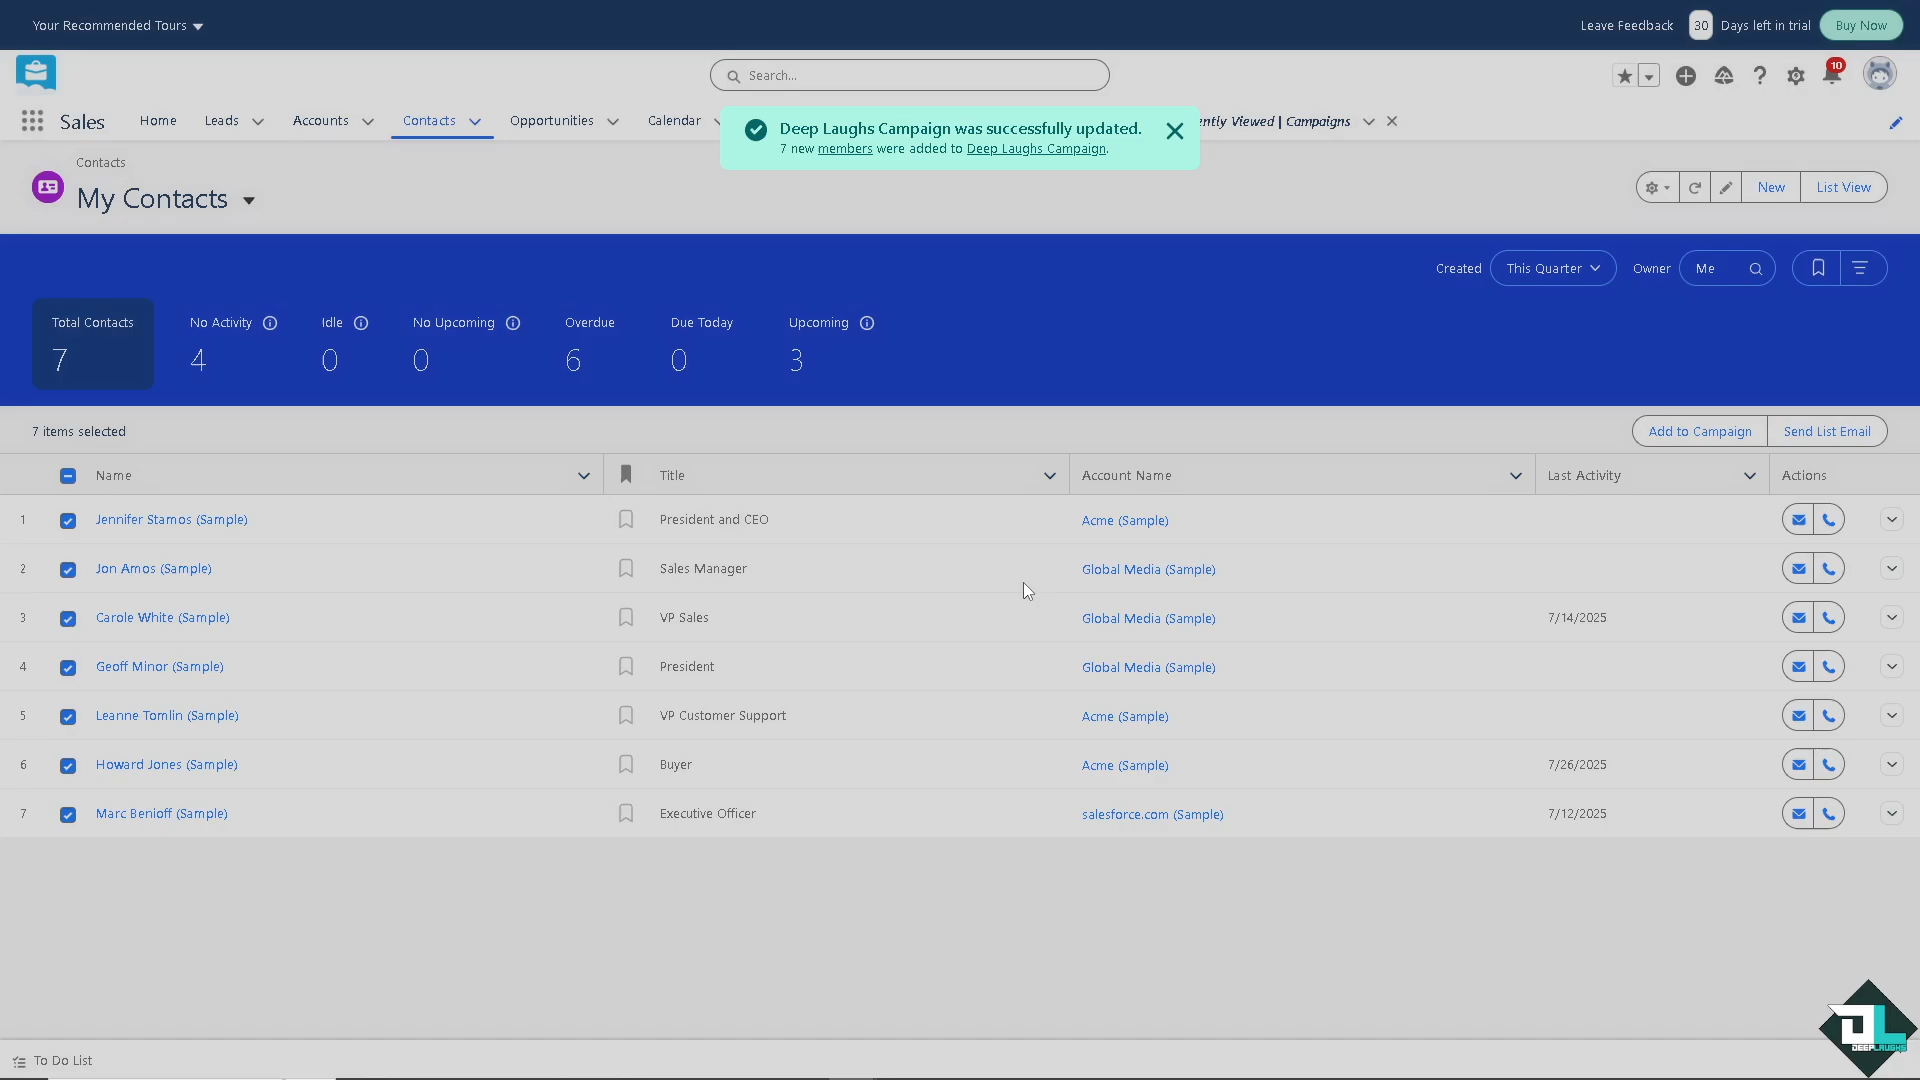 Your Recommended Tours
Leave Feedback 30 Days left in trial Buy Now
Search...
10
Sales Home Leads Accounts Contacts Opportunities Calendar ently Viewed | Campaigns
Deep Laughs Campaign was successfully updated.
7 new members were added to Deep Laughs Campaign.
Contacts
My Contacts
New List View
Created This Quarter Owner Me
Total Contacts No Activity Idle No Upcoming Overdue Due Today Upcoming
7 4 0 0 6 0 3
7 items selected
Add to Campaign Send List Email
Name Title Account Name Last Activity Actions
1 Jennifer Stamos (Sample) President and CEO Acme (Sample)
2 Jon Amos (Sample) Sales Manager Global Media (Sample)
3 Carole White (Sample) VP Sales Global Media (Sample) 7/14/2025
4 Geoff Minor (Sample) President Global Media (Sample)
5 Leanne Tomlin (Sample) VP Customer Support Acme (Sample)
6 Howard Jones (Sample) Buyer Acme (Sample) 7/26/2025
7 Marc Benioff (Sample) Executive Officer salesforce.com (Sample) 7/12/2025
To Do List
DL
DEEPLAUGHS